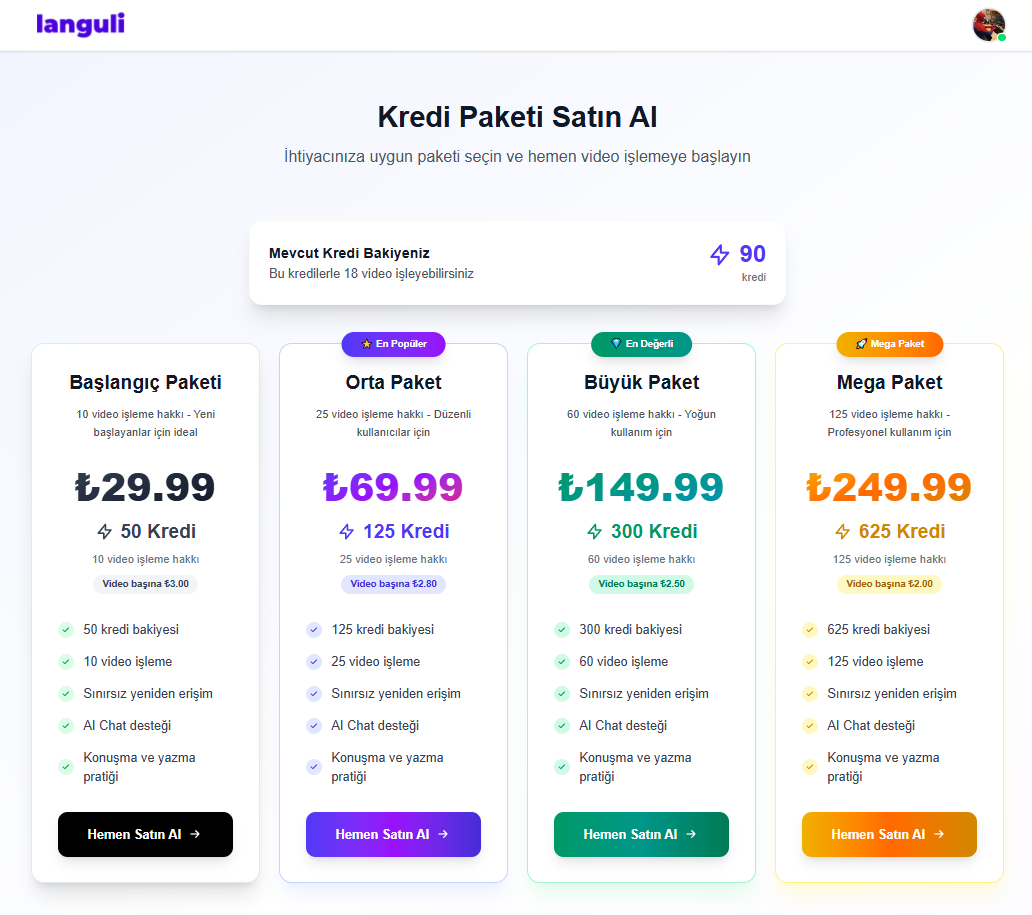 languli
Kredi Paketi Satın Al
İhtiyacınıza uygun paketi seçin ve hemen video işlemeye başlayın
Mevcut Kredi Bakiyeniz
Bu kredilerle 18 video işleyebilirsiniz
90
kredi
Başlangıç Paketi
10 video işleme hakkı - Yeni
başlayanlar için ideal
₺29.99
50 Kredi
10 video işleme hakkı
Video başına ₺3.00
50 kredi bakiyesi
10 video işleme
Sınırsız yeniden erişim
AI Chat desteği
Konuşma ve yazma
pratiği
Hemen Satın Al →
En Popüler
Orta Paket
25 video işleme hakkı - Düzenli
kullanıcılar için
₺69.99
125 Kredi
25 video işleme hakkı
Video başına ₺2.80
125 kredi bakiyesi
25 video işleme
Sınırsız yeniden erişim
AI Chat desteği
Konuşma ve yazma
pratiği
Hemen Satın Al →
En Değerli
Büyük Paket
60 video işleme hakkı - Yoğun
kullanım için
₺149.99
300 Kredi
60 video işleme hakkı
Video başına ₺2.50
300 kredi bakiyesi
60 video işleme
Sınırsız yeniden erişim
AI Chat desteği
Konuşma ve yazma
pratiği
Hemen Satın Al →
Mega Paket
Mega Paket
125 video işleme hakkı -
Profesyonel kullanım için
₺249.99
625 Kredi
125 video işleme hakkı
Video başına ₺2.00
625 kredi bakiyesi
125 video işleme
Sınırsız yeniden erişim
AI Chat desteği
Konuşma ve yazma
pratiği
Hemen Satın Al →